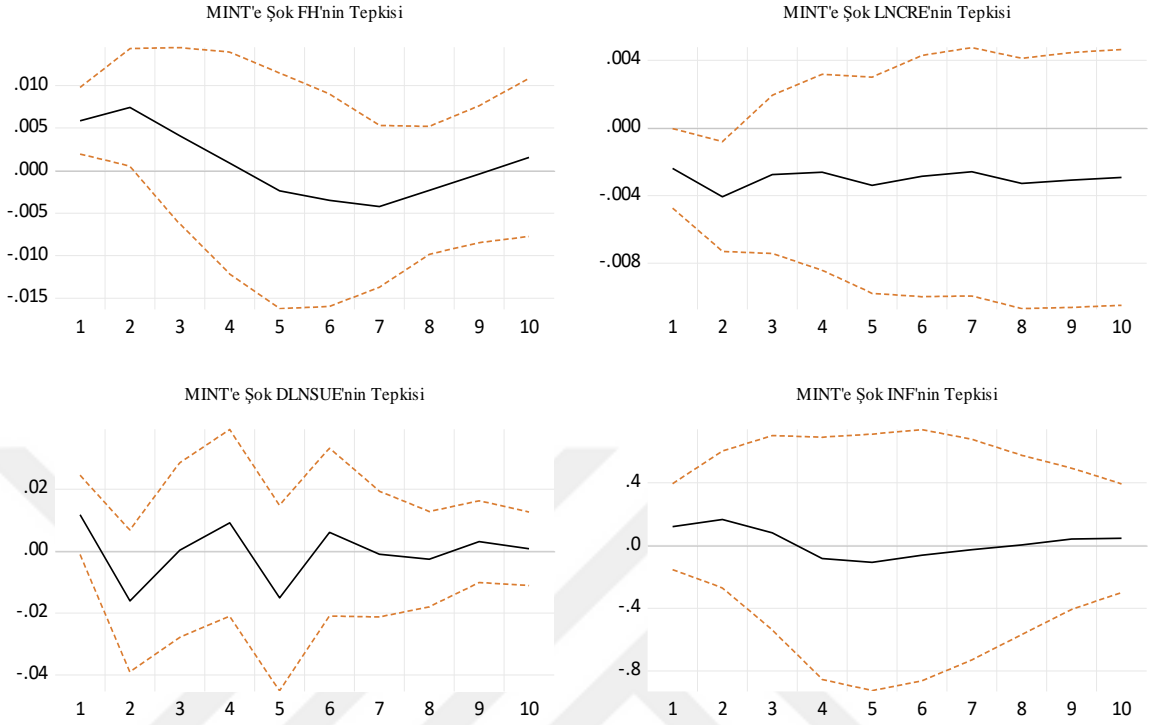 MINT'e Şok FH'nin Tepkisi
.010
.005
.000
-.005
-.010
-.015
1 2 3 4 5 6 7 8 9 10
MINT'e Şok LNCRE'nin Tepkisi
.004
.000
-.004
-.008
1 2 3 4 5 6 7 8 9 10
MINT'e Şok DLNSUE'nin Tepkisi
.02
.00
-.02
-.04
1 2 3 4 5 6 7 8 9 10
MINT'e Şok INF'nin Tepkisi
.4
.0
-.4
-.8
1 2 3 4 5 6 7 8 9 10